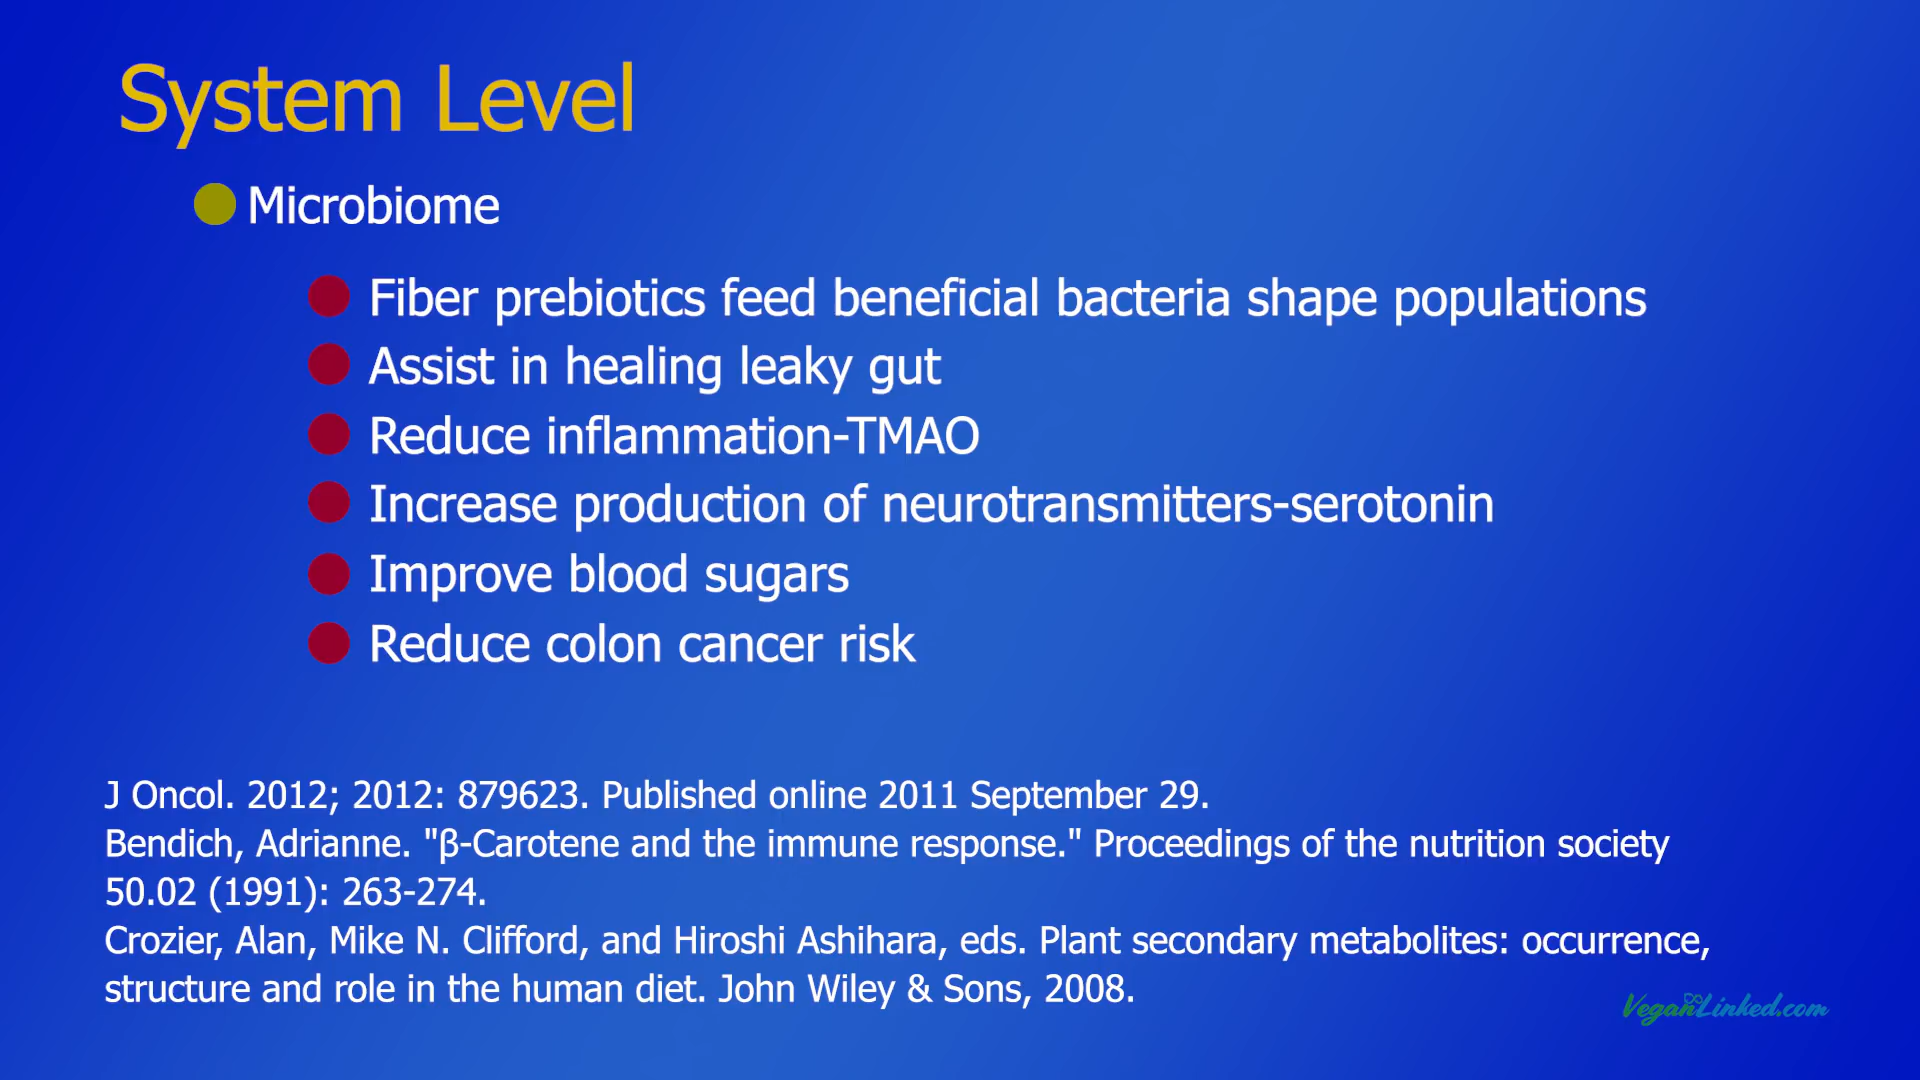 System Level
Microbiome
Fiber prebiotics feed beneficial bacteria shape populations
Assist in healing leaky gut
Reduce inflammation-TMAO
Increase production of neurotransmitters-serotonin
Improve blood sugars
Reduce colon cancer risk
J Oncol. 2012; 2012: 879623. Published online 2011 September 29.
Bendich, Adrianne. "β-Carotene and the immune response." Proceedings of the nutrition society
50.02 (1991): 263-274.
Crozier, Alan, Mike N. Clifford, and Hiroshi Ashihara, eds. Plant secondary metabolites: occurrence,
structure and role in the human diet. John Wiley & Sons, 2008.
VeganLinked.com